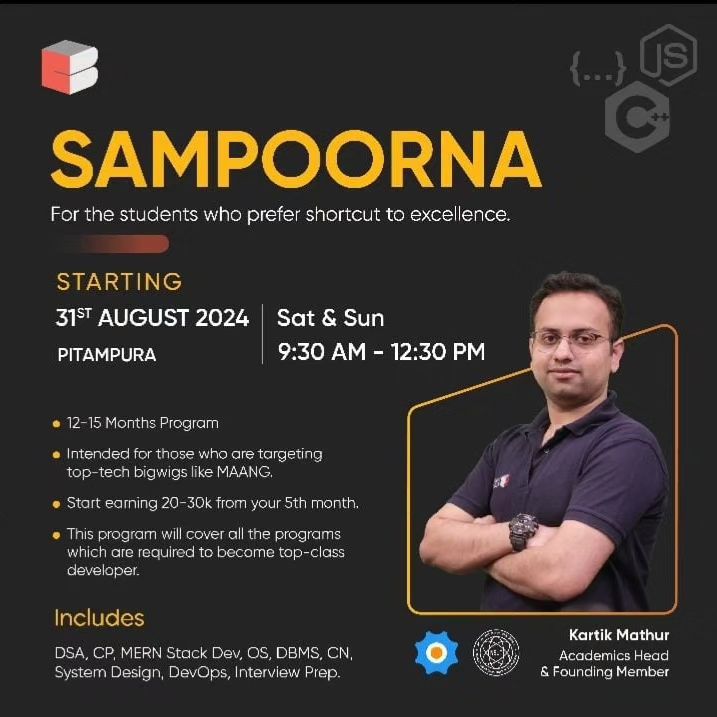 {...}
JS
C++
SAMPOORNA
For the students who prefer shortcut to excellence.
STARTING
31ST AUGUST 2024
PITAMPURA
Sat & Sun
9:30 AM - 12:30 PM
12-15 Months Program
Intended for those who are targeting
top-tech bigwigs like MAANG.
Start earning 20-30k from your 5th month.
This program will cover all the programs
which are required to become top-class
developer.
Includes
DSA, CP, MERN Stack Dev, OS, DBMS, CN,
System Design, DevOps, Interview Prep.
Kartik Mathur
Academics Head
& Founding Member